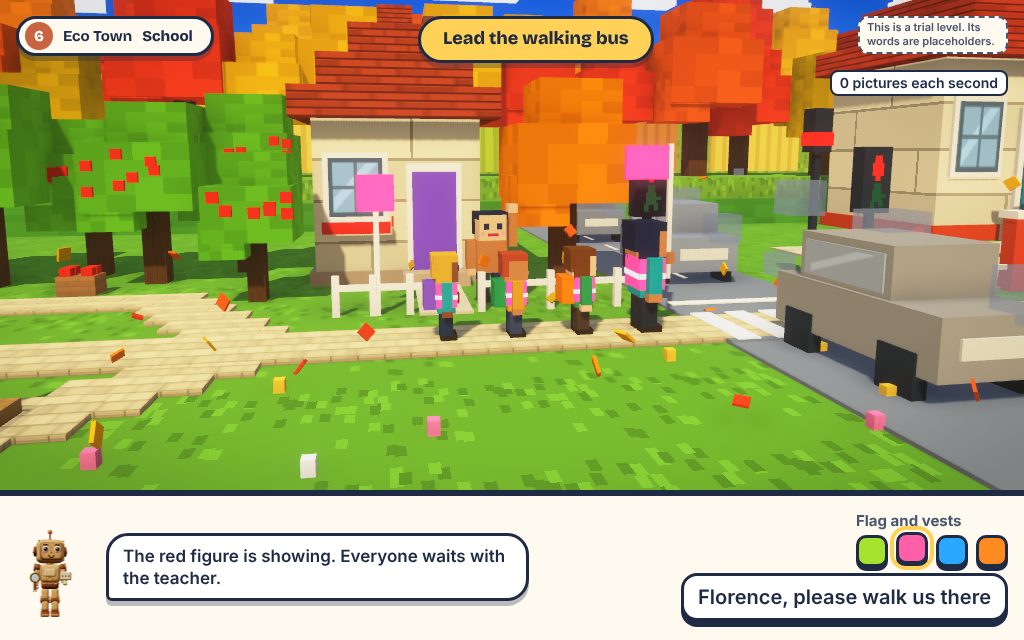 6 Eco Town School
Lead the walking bus
This is a trial level. Its
words are placeholders.
0 pictures each second
The red figure is showing. Everyone waits with
the teacher.
Flag and vests
Florence, please walk us there